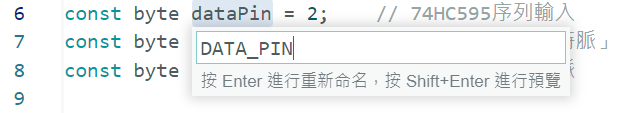 6 const byte dataPin = 2; // 74HC595序列輸入
7 const byte 脈」
DATA_PIN
8 const byte
按 Enter 進行重新命名，按 Shift+Enter 進行預覽
9